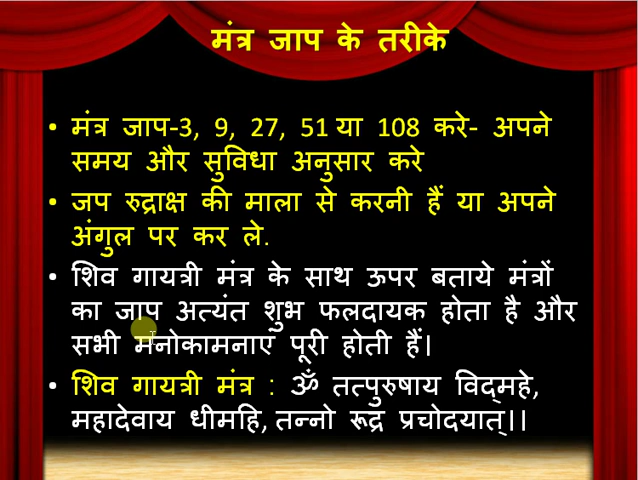 मंत्र जाप के तरीके
• मंत्र जाप-3, 9, 27, 51 या 108 करे- अपने
समय और सुविधा अनुसार करे
• जप रुद्राक्ष की माला से करनी हैं या अपने
अंगुल पर कर ले.
• शिव गायत्री मंत्र के साथ ऊपर बताये मंत्रों
का जाप अत्यंत शुभ फलदायक होता है और
सभी मनोकामनाएं पूरी होती हैं।
• शिव गायत्री मंत्र : ॐ तत्पुरुषाय विद्महे,
महादेवाय धीमहि, तन्नो रूद्र प्रचोदयात्।।